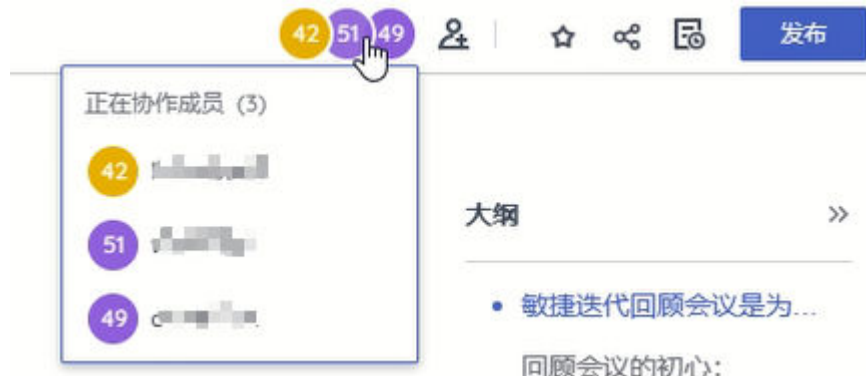 42 51 49 发布
正在协作成员 (3)
42
51
49
大纲
敏捷迭代回顾会议是为...
回顾会议的初心: